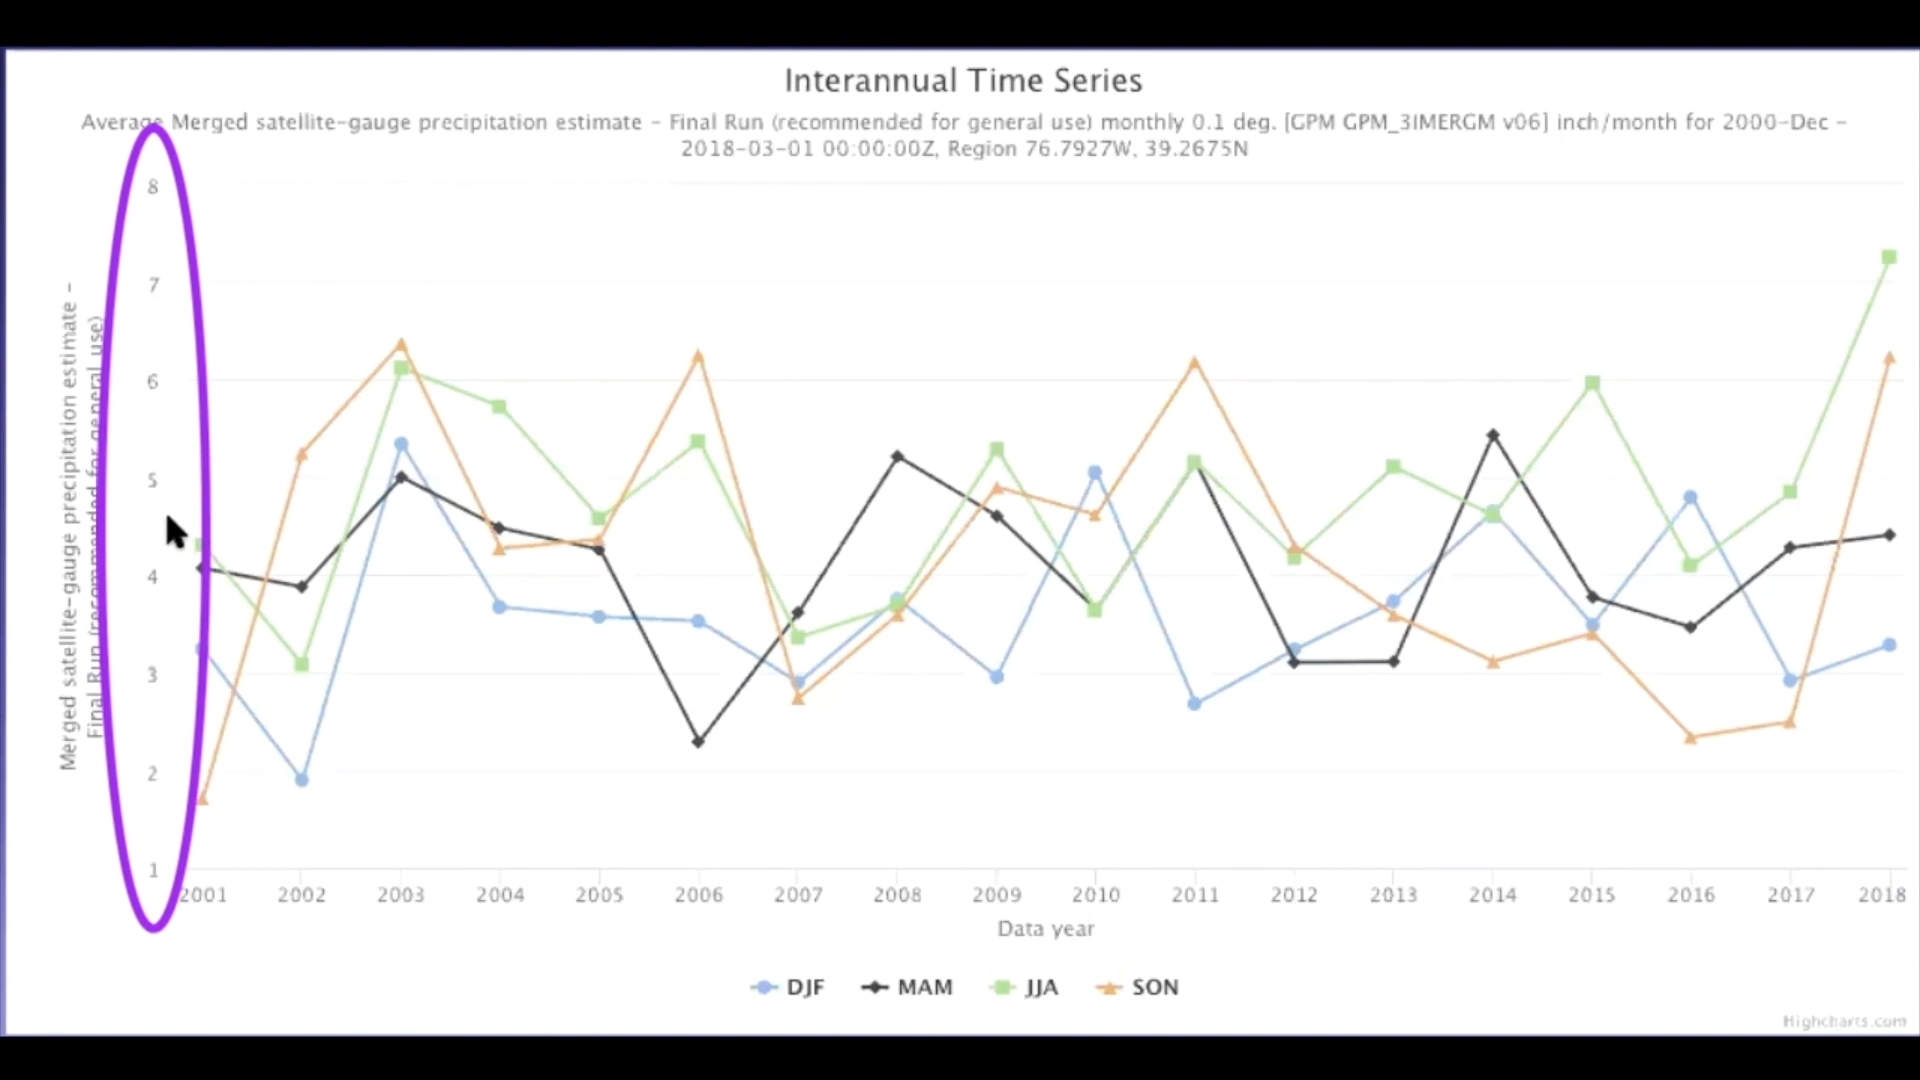 Interannual Time Series
Average Merged satellite-gauge precipitation estimate - Final Run (recommended for general use) monthly 0.1 deg. [GPM GPM_3IMERGM v06] inch/month for 2000-Dec -
2018-03-01 00:00:00Z, Region 76.7927W, 39.2675N
Merged satellite-gauge precipitation estimate -
Final Run (recommended for general use)
8
7
6
5
4
3
2
1
2001 2002 2003 2004 2005 2006 2007 2008 2009 2010 2011 2012 2013 2014 2015 2016 2017 2018
Data year
DJF MAM JJA SON
Highcharts.com